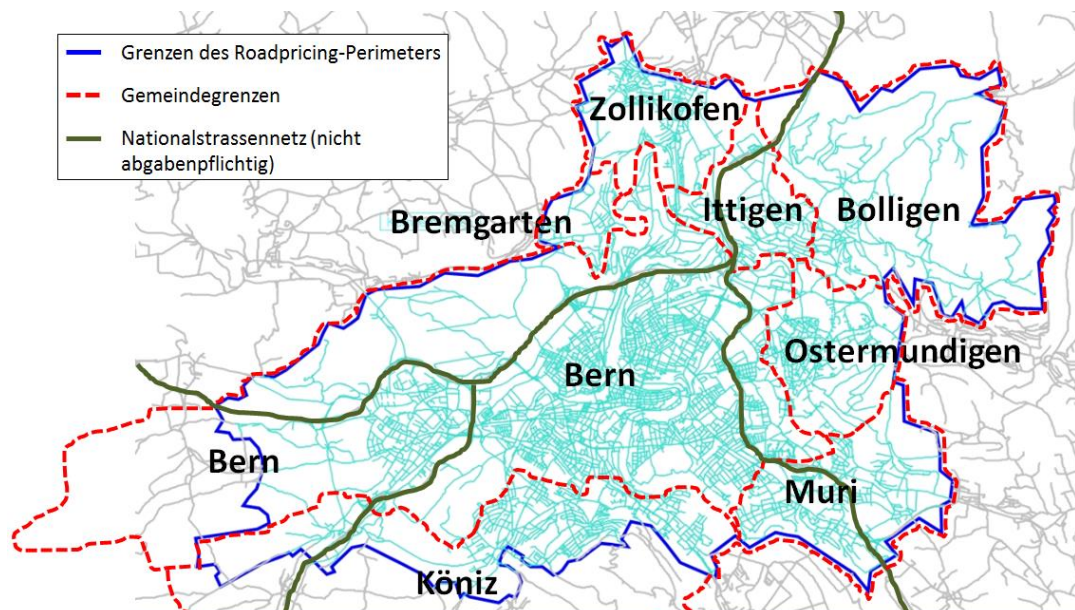 Grenzen des Roadpricing-Perimeters
Gemeindegrenzen
Nationalstrassennetz (nicht
abgabenpflichtig)
Zollikofen
Bremgarten
Ittigen
Bolligen
Ostermundigen
Bern
Bern
Muri
Köniz